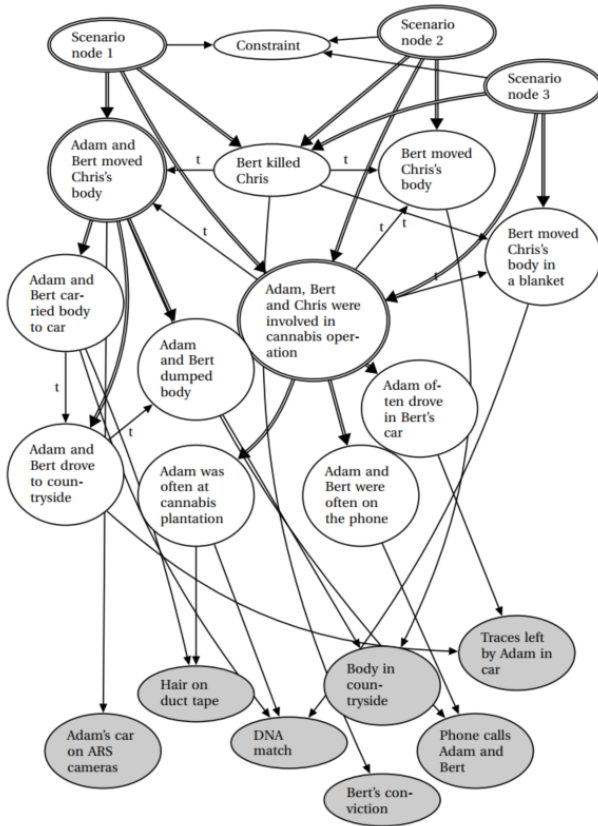 Scenario
node 1
Constraint
Scenario
node 2
Scenario
node 3
Adam and
Bert moved
Chris's
body
t
Bert killed
Chris
t
Bert moved
Chris's
body
t
t
Bert moved
Chris's
body in
a blanket
Adam and
Bert car-
ried body
to car
Adam, Bert
and Chris were
involved in
cannabis oper-
ation
t
t
Adam
and Bert
dumped
body
Adam of-
ten drove
in Bert's
car
t
Adam and
Bert drove
to coun-
tryside
Adam was
often at
cannabis
plantation
Adam and
Bert were
often on
the phone
Traces left
by Adam in
car
Hair on
duct tape
Body in
coun-
tryside
Adam's car
on ARS
cameras
DNA
match
Phone calls
Adam and
Bert
Bert's con-
viction